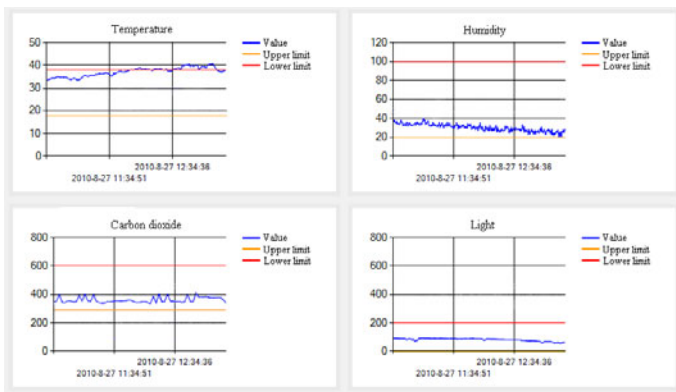 Temperature
50
40
30
20
10
0
Value
Upper limit
Lower limit
2010-8-27 12:34:36
2010-8-27 11:34:51
Humidity
120
100
80
60
40
20
0
Value
Upper limit
Lower limit
2010-8-27 12:34:36
2010-8-27 11:34:51
Carbon dioxide
800
600
400
200
0
Value
Upper limit
Lower limit
2010-8-27 12:34:36
2010-8-27 11:34:51
Light
800
600
400
200
0
Value
Upper limit
Lower limit
2010-8-27 12:34:36
2010-8-27 11:34:51